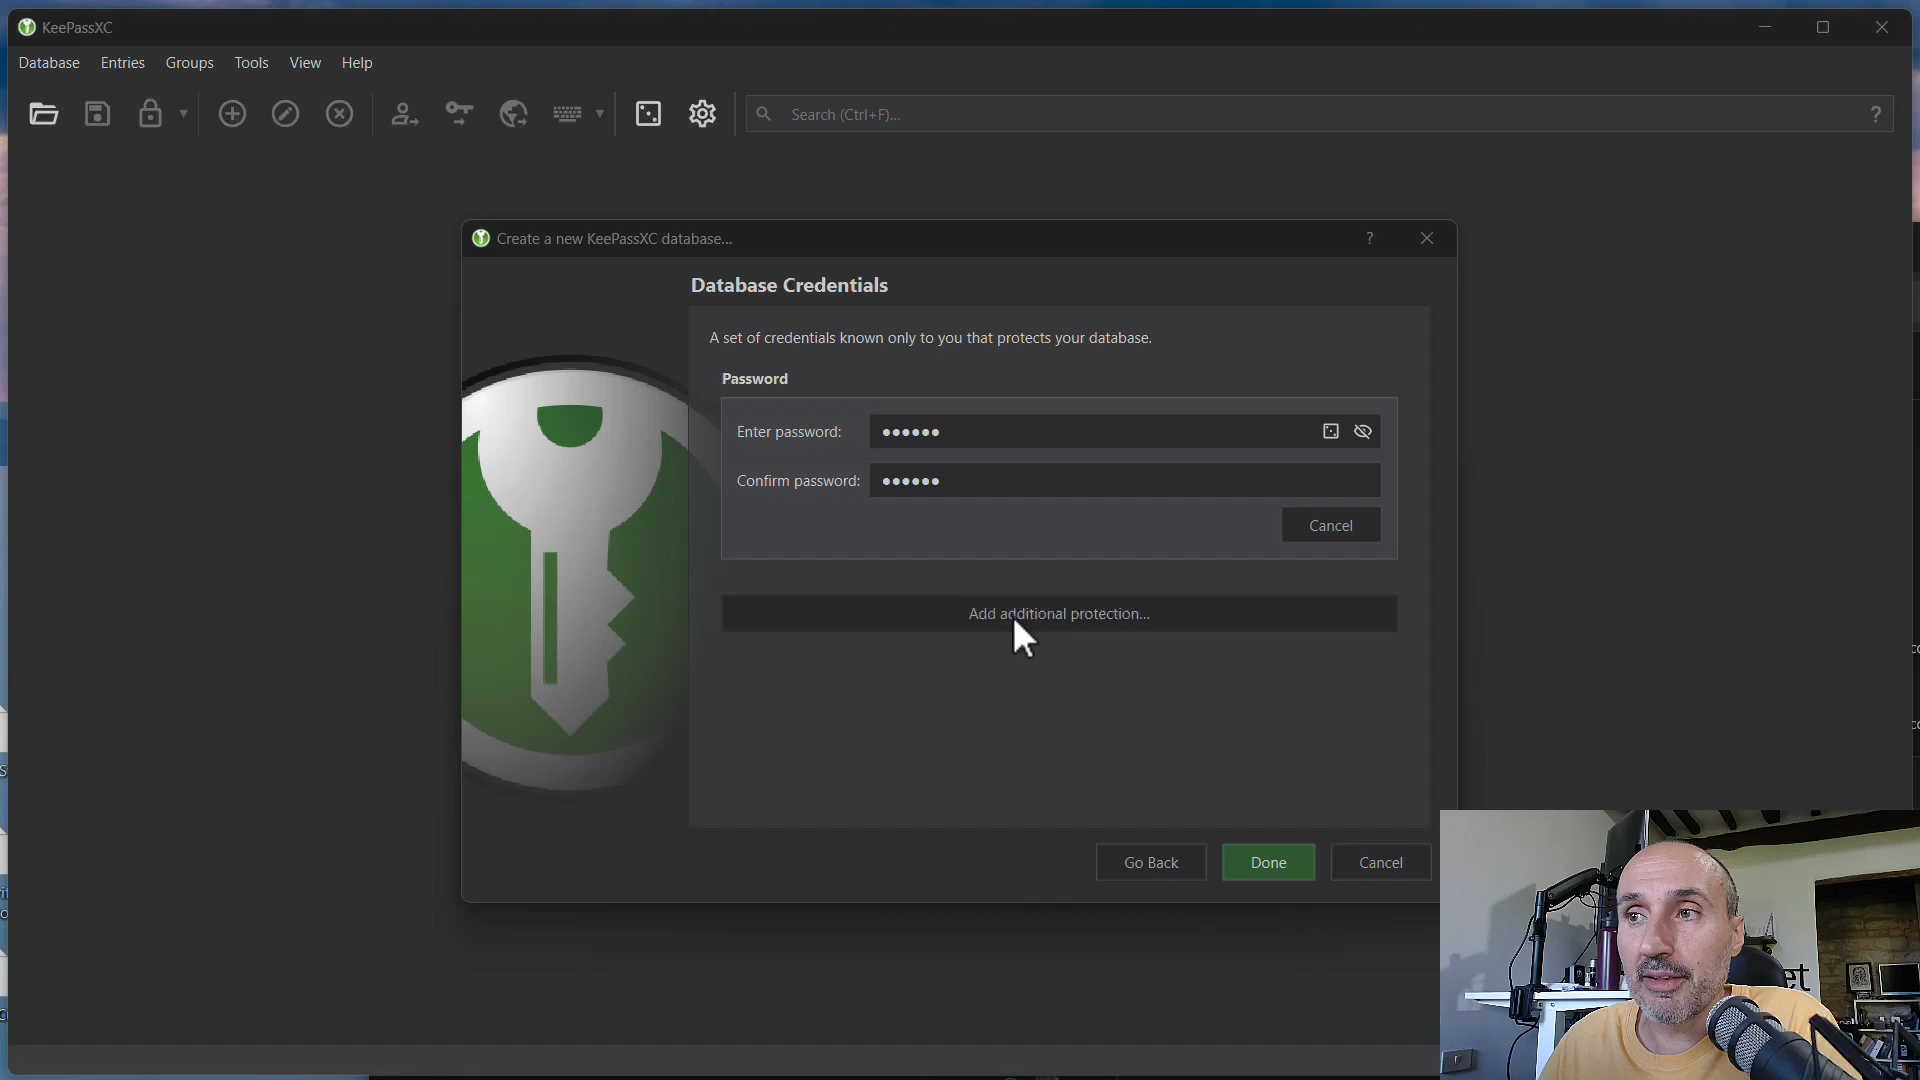 KeePassXC
Database Entries Groups Tools View Help
Search (Ctrl+F)...
?
Create a new KeePassXC database...
?
Database Credentials
A set of credentials known only to you that protects your database.
Password
Enter password: ●●●●●●
Confirm password: ●●●●●●
Cancel
Add additional protection...
Go Back Done Cancel
et